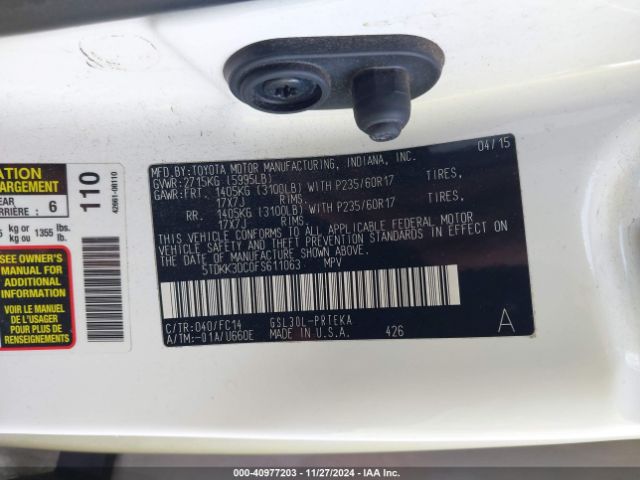 MFD.BY:TOYOTA MOTOR MANUFACTURING, INDIANA, INC. 04/15
GVWR:2715KG (5995LB)
GAWR:FRT. 1405KG (3100LB) WITH P235/60R17 TIRES,
17X7J RIMS,
RR. 1405KG (3100LB) WITH P235/60R17 TIRES,
17X7J RIMS,
THIS VEHICLE CONFORMS TO ALL APPLICABLE FEDERAL MOTOR
VEHICLE SAFETY AND THEFT PREVENTION STANDARDS IN EFFECT ON
THE DATE OF MANUFACTURE SHOWN ABOVE.
5TDKK3DC0FS611063 MPV
C/TR:040/FC14 GSL30L-PRTEKA
A/TM:-01A/U660E MADE IN U.S.A. 426
A
ATION
ARGEMENT
EAR
ARRIÈRE: 6
kg or 1355 lbs.
kg ou lb.
SEE OWNER'S
MANUAL FOR
ADDITIONAL
INFORMATION
VOIR LE MANUEL
DE L'USAGER
POUR PLUS DE
RENSEIGNEMENTS
110
42661-08110
000-40977203 - 11/27/2024 - IAA Inc.